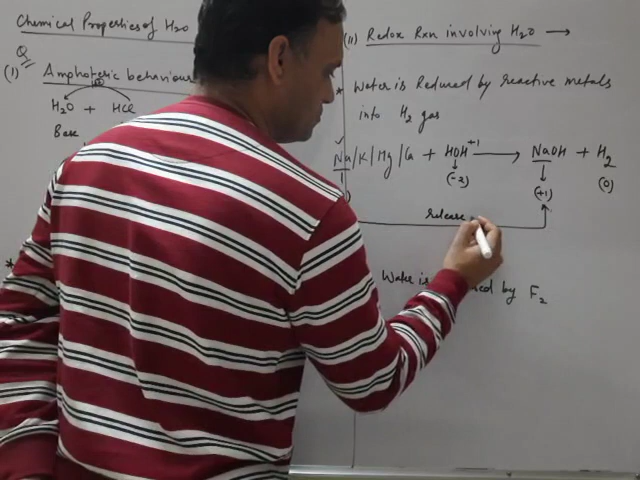 Chemical Properties of H2O
Q
(1) Amphoteric behaviour
H2O + HCl
Base
(ii) Redox Rxn involving H2O →
* Water is Reduced by reactive metals
into H2 gas
Na/K/Mg/Ca + HOH+1 → NaOH + H2
(-2) (+1) (0)
Release
* Water is by F2